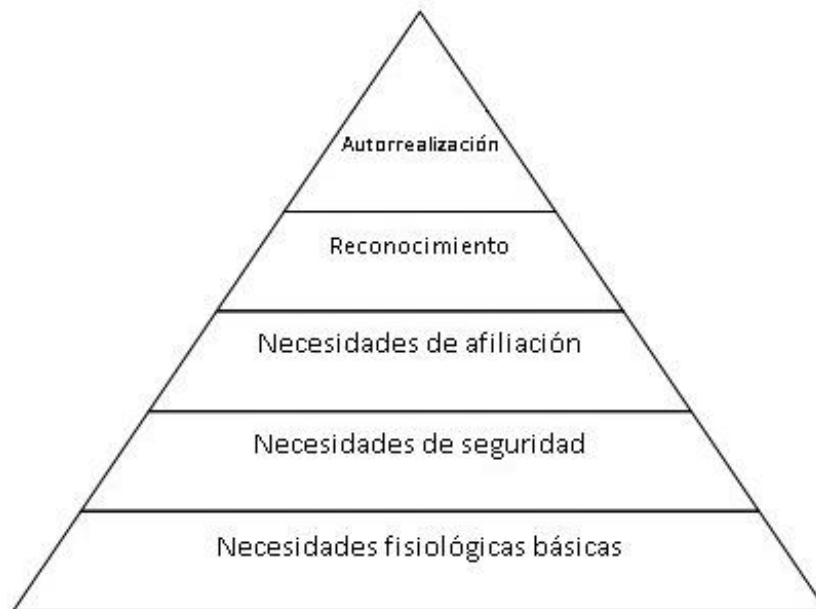 Autorrealización
Reconocimiento
Necesidades de afiliación
Necesidades de seguridad
Necesidades fisiológicas básicas